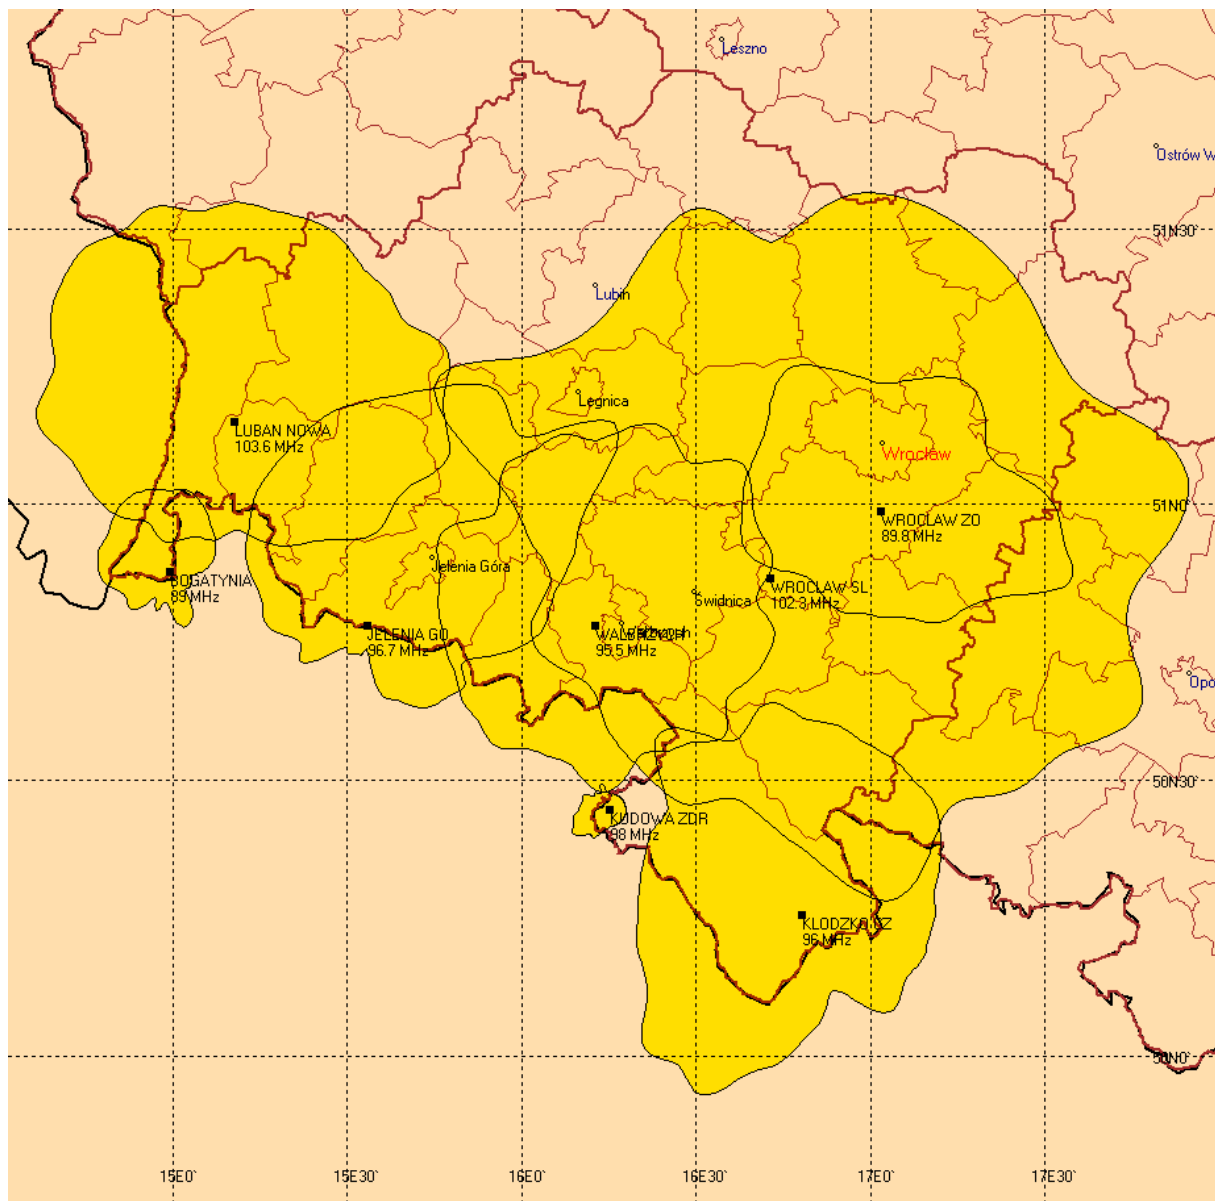 Leszno
Ostrów W
51N30'
Lubin
Legnica
LUBAN NOWA
103.6 MHz
Wrocław
51N0'
WROCLAW ZO
89.8 MHz
Jelenia Góra
BOGATYNIA
89 MHz
WROCLAW SL
102.3 MHz
Swidnica
JELENIA GO
96.7 MHz
WALBRZYCH
95.5 MHz
Opo
50N30'
KUDOWA ZDR
98 MHz
KLODZKO CZ
96 MHz
50N0'
15E0'
15E30'
16E0'
16E30'
17E0'
17E30'